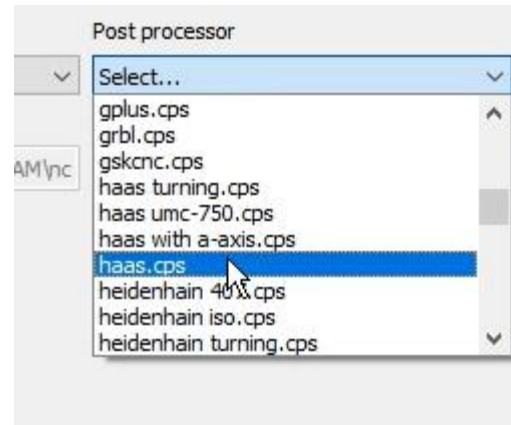 Post processor
Select...
gplus.cps
grbl.cps
gskcnc.cps
AM\nc
haas turning.cps
haas umc-750.cps
haas with a-axis.cps
haas.cps
heidenhain iso.cps
heidenhain turning.cps